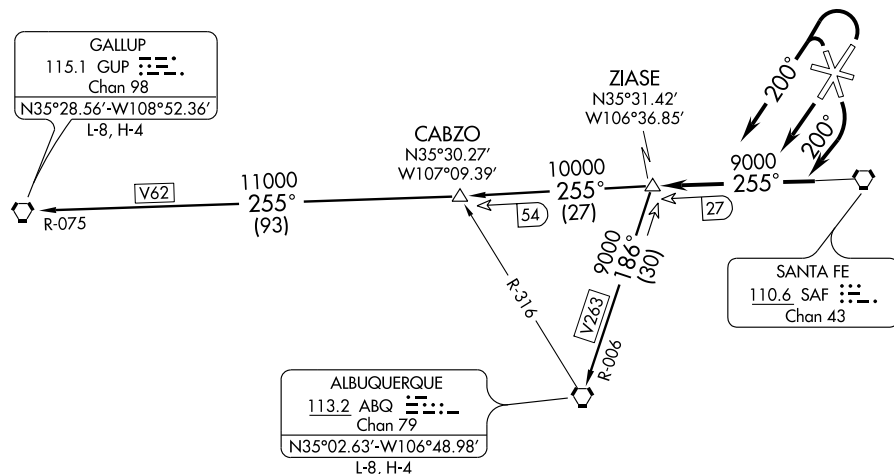 GALLUP
115.1 GUP
Chan 98
N35°28.56’-W108°52.36’
L-8, H-4
R-075
V62
11000
255°
(93)
CABZO
N35°30.27’
W107°09.39’
54
10000
255°
(27)
ZIASE
N35°31.42’
W106°36.85’
27
9000
255°
200°
200°
SANTA FE
110.6 SAF
Chan 43
9000
186°
(30)
V263
R-006
R-316
ALBUQUERQUE
113.2 ABQ
Chan 79
N35°02.63’-W106°48.98’
L-8, H-4